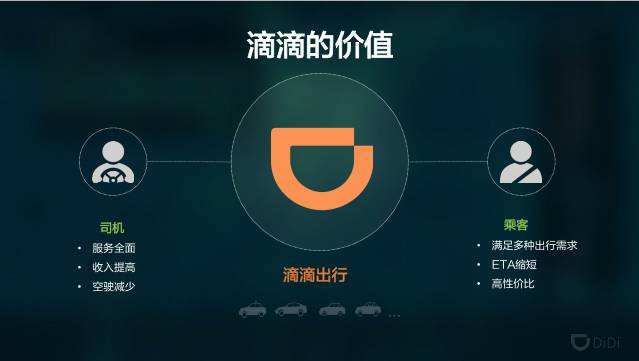 滴滴的价值
司机
• 服务全面
• 收入提高
• 空驶减少
滴滴出行
...
乘客
• 满足多种出行需求
• ETA缩短
• 高性价比
DiDi